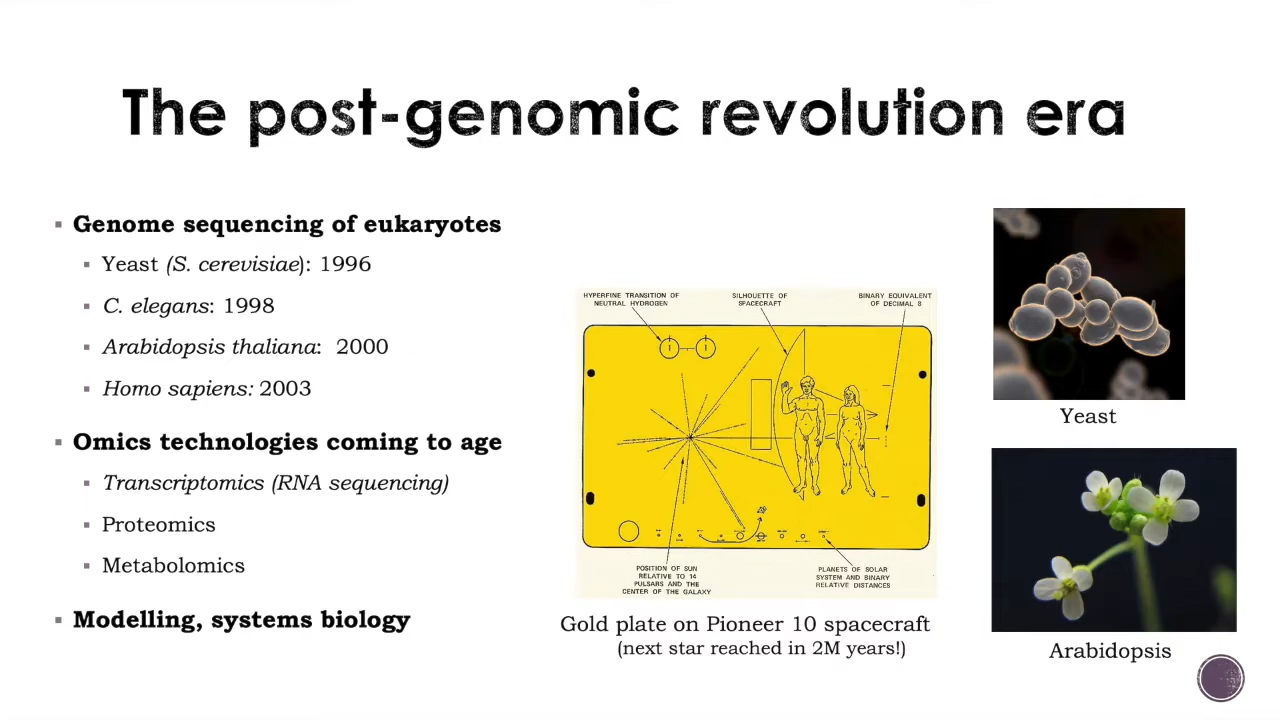 The post-genomic revolution era
▪ Genome sequencing of eukaryotes
▪ Yeast (S. cerevisiae): 1996
▪ C. elegans: 1998
▪ Arabidopsis thaliana: 2000
▪ Homo sapiens: 2003
▪ Omics technologies coming to age
▪ Transcriptomics (RNA sequencing)
▪ Proteomics
▪ Metabolomics
▪ Modelling, systems biology
HYPERFINE TRANSITION OF
NEUTRAL HYDROGEN
SILHOUETTE OF
SPACECRAFT
BINARY EQUIVALENT
OF DECIMAL 8
POSITION OF SUN
RELATIVE TO 14
PULSARS AND THE
CENTER OF THE GALAXY
PLANETS OF SOLAR
SYSTEM AND BINARY
RELATIVE DISTANCES
Gold plate on Pioneer 10 spacecraft
(next star reached in 2M years!)
Yeast
Arabidopsis